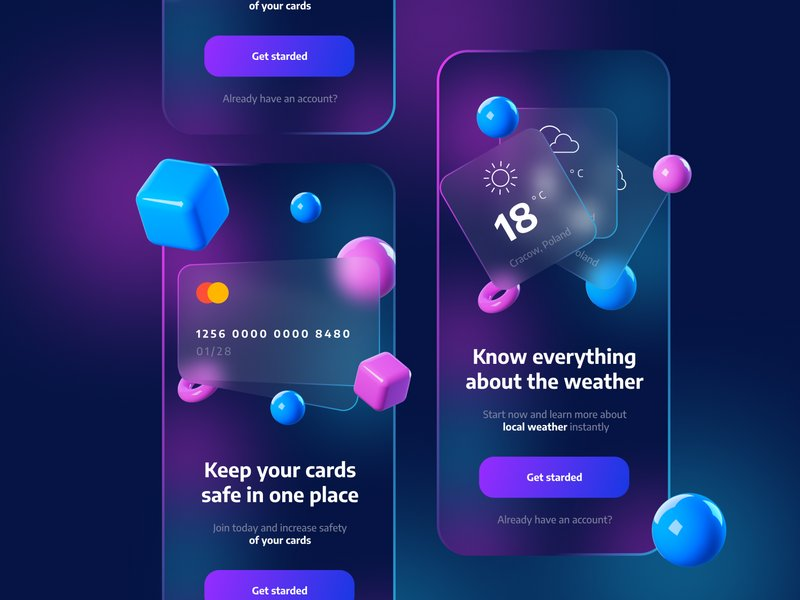 of your cards
Get starded
Already have an account?
1256 0000 0000 8480
01/28
Keep your cards
safe in one place
Join today and increase safety
of your cards
Get starded
°C
18°C
Cracow, Poland
oland
Know everything
about the weather
Start now and learn more about
local weather instantly
Get starded
Already have an account?